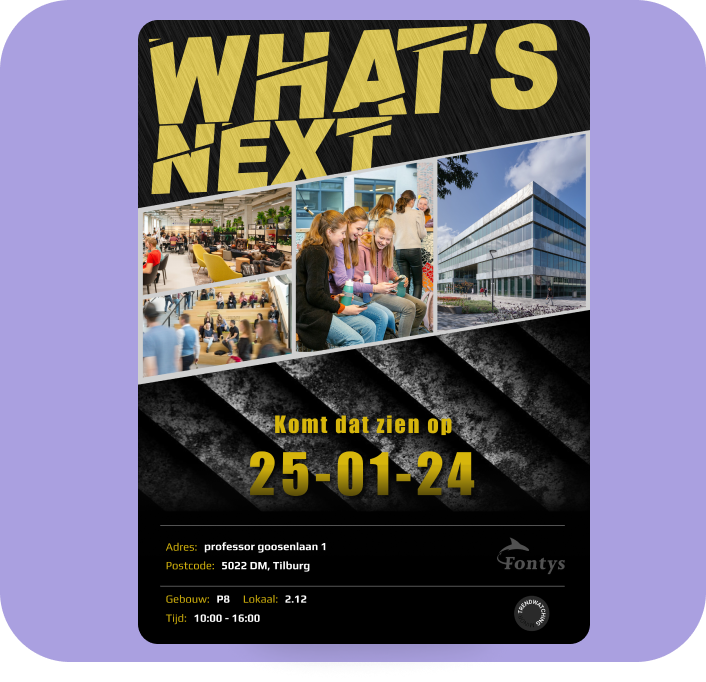 WHAT'S
NEXT
Komt dat zien op
25-01-24
Adres: professor goosenlaan 1
Postcode: 5022 DM, Tilburg
Fontys
Gebouw: P8 Lokaal: 2.12
Tijd: 10:00 - 16:00
TRENDWATCHING